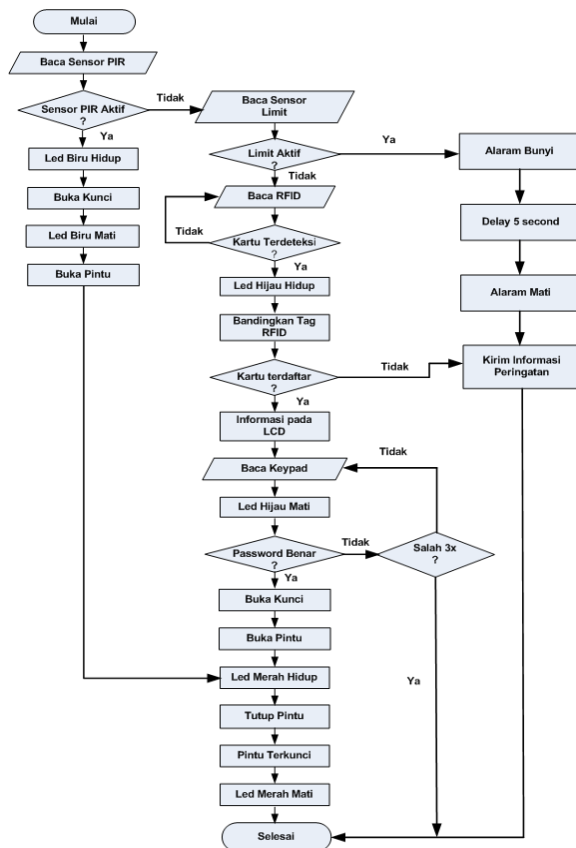 Mulai
Baca Sensor PIR
Sensor PIR Aktif
?
Tidak
Ya
Led Biru Hidup
Buka Kunci
Led Biru Mati
Buka Pintu
Baca Sensor
Limit
Limit Aktif
?
Ya
Tidak
Baca RFID
Kartu Terdeteksi
?
Tidak
Ya
Led Hijau Hidup
Bandingkan Tag
RFID
Kartu terdaftar
?
Tidak
Ya
Informasi pada
LCD
Baca Keypad
Led Hijau Mati
Password Benar
?
Tidak
Ya
Salah 3x
?
Tidak
Ya
Buka Kunci
Buka Pintu
Led Merah Hidup
Tutup Pintu
Pintu Terkunci
Led Merah Mati
Selesai
Alaram Bunyi
Delay 5 second
Alaram Mati
Kirim Informasi
Peringatan